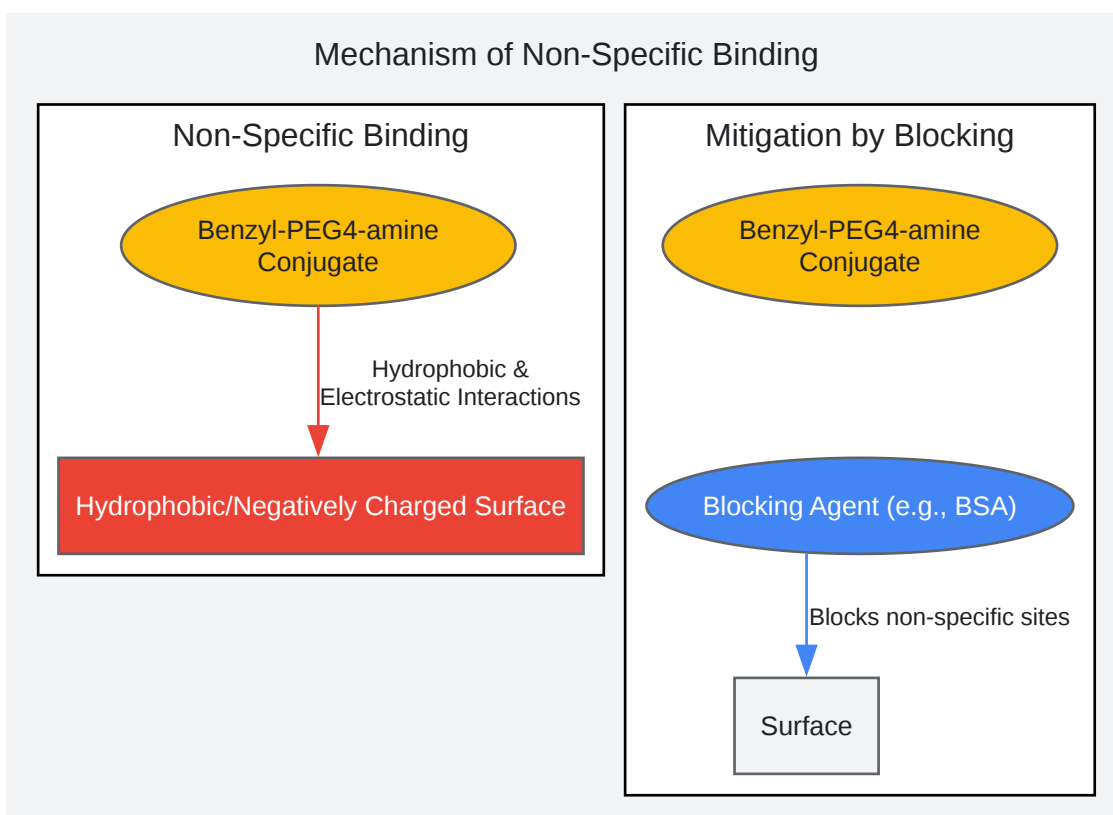 Mechanism of Non-Specific Binding
Non-Specific Binding
Benzyl-PEG4-amine
Conjugate
Hydrophobic &
Electrostatic Interactions
Hydrophobic/Negatively Charged Surface
Mitigation by Blocking
Benzyl-PEG4-amine
Conjugate
Blocking Agent (e.g., BSA)
Blocks non-specific sites
Surface